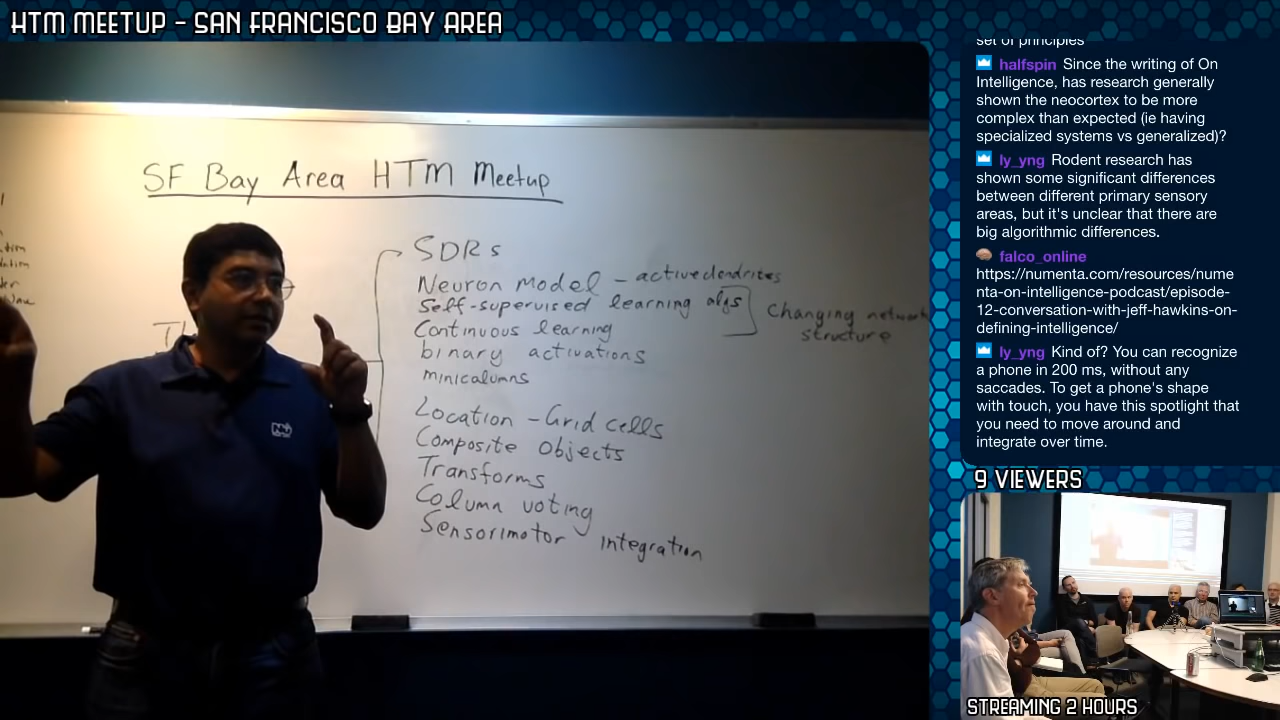 HTM MEETUP - SAN FRANCISCO BAY AREA
SF Bay Area HTM Meetup
SDRs
Neuron model - active dendrites
Self-supervised learning algs
Changing network
structure
Continuous learning
binary activations
minicolumns
Location - Grid cells
Composite Objects
Transforms
Column voting
Sensorimotor integration
set of principles
halfspin Since the writing of On
Intelligence, has research generally
shown the neocortex to be more
complex than expected (ie having
specialized systems vs generalized)?
ly_yng Rodent research has
shown some significant differences
between different primary sensory
areas, but it's unclear that there are
big algorithmic differences.
falco_online
https://numenta.com/resources/nume
nta-on-intelligence-podcast/episode-
12-conversation-with-jeff-hawkins-on-
defining-intelligence/
ly_yng Kind of? You can recognize
a phone in 200 ms, without any
saccades. To get a phone's shape
with touch, you have this spotlight that
you need to move around and
integrate over time.
9 VIEWERS
STREAMING 2 HOURS